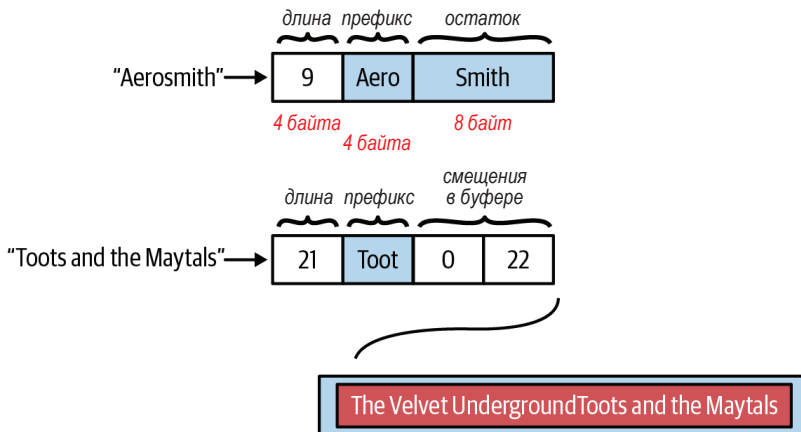 длина префикс остаток
“Aerosmith” 9 Aero Smith
4 байта 8 байт
4 байта
смещения
длина префикс в буфере
“Toots and the Maytals” 21 Toot 0 22
The Velvet UndergroundToots and the Maytals